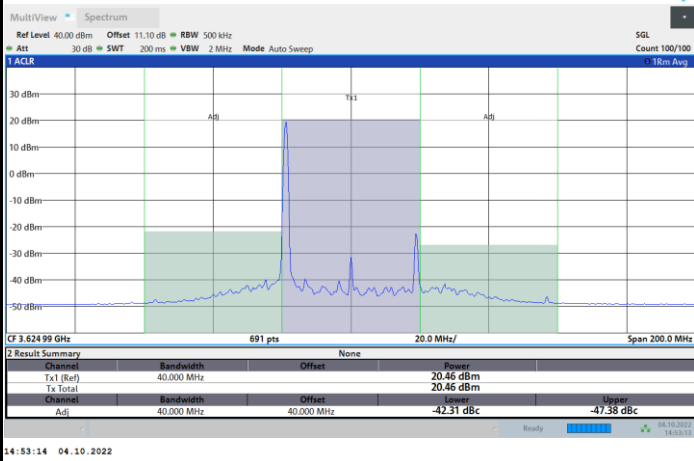 MultiView Spectrum
Ref Level 40.00 dBm Offset 11.10 dB RBW 500 kHz SGL
Att 30 dB SWT 200 ms VBW 2 MHz Mode Auto Sweep Count 100/100
1 ACLR 1Rm Avg
30 dBm
Tx1
20 dBm
Adj Adj
10 dBm
0 dBm
-10 dBm
-20 dBm
-30 dBm
-40 dBm
-50 dBm
CF 3.624 99 GHz 691 pts 20.0 MHz/ Span 200.0 MHz
2 Result Summary None
Channel Bandwidth Offset Power
Tx1 (Ref) 40.000 MHz 20.46 dBm
Tx Total 20.46 dBm
Channel Bandwidth Offset Lower Upper
Adj 40.000 MHz 40.000 MHz -42.31 dBc -47.38 dBc
Ready 04.10.2022
14:53:13
14:53:14 04.10.2022